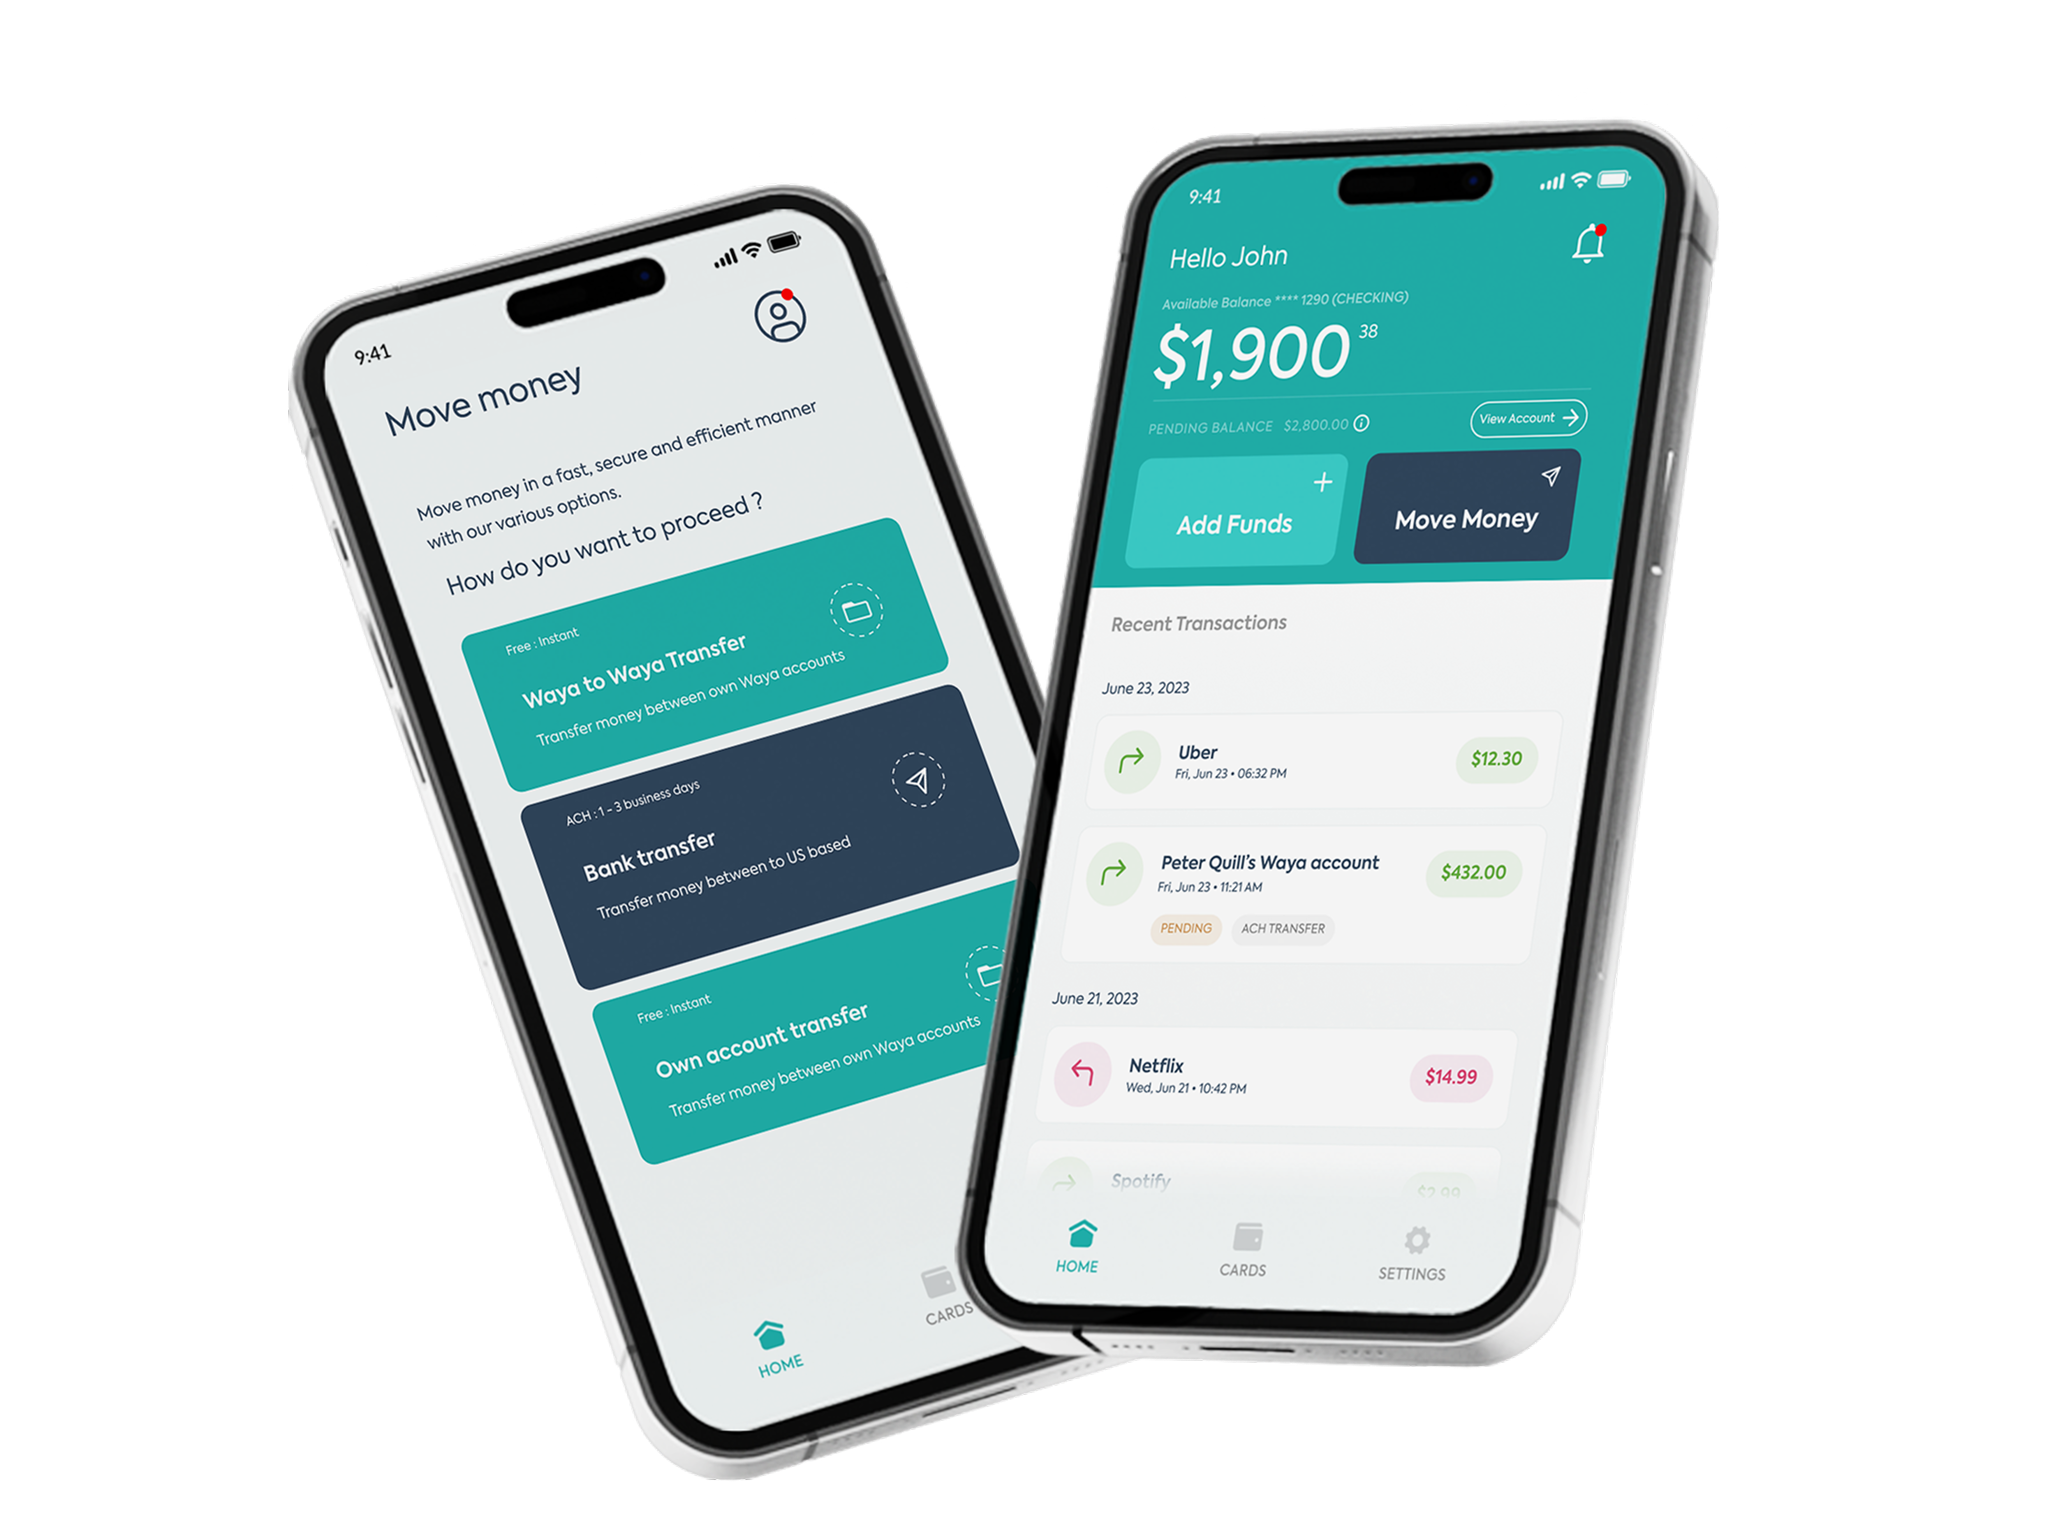 9:41
Move money
Move money in a fast, secure and efficient manner
with our various options.
How do you want to proceed ?
Free : Instant
Waya to Waya Transfer
Transfer money between own Waya accounts
ACH : 1 - 3 business days
Bank transfer
Transfer money between to US based
Free : Instant
Own account transfer
Transfer money between own Waya accounts
HOME
CARDS
9:41
Hello John
Available Balance **** 1290 (CHECKING)
$1,900 38
PENDING BALANCE $2,800.00
View Account
Add Funds
Move Money
Recent Transactions
June 23, 2023
Uber
Fri, Jun 23 • 06:32 PM
$12.30
Peter Quill's Waya account
Fri, Jun 23 • 11:21 AM
$432.00
PENDING
ACH TRANSFER
June 21, 2023
Netflix
Wed, Jun 21 • 10:42 PM
$14.99
Spotify
$2.99
HOME
CARDS
SETTINGS